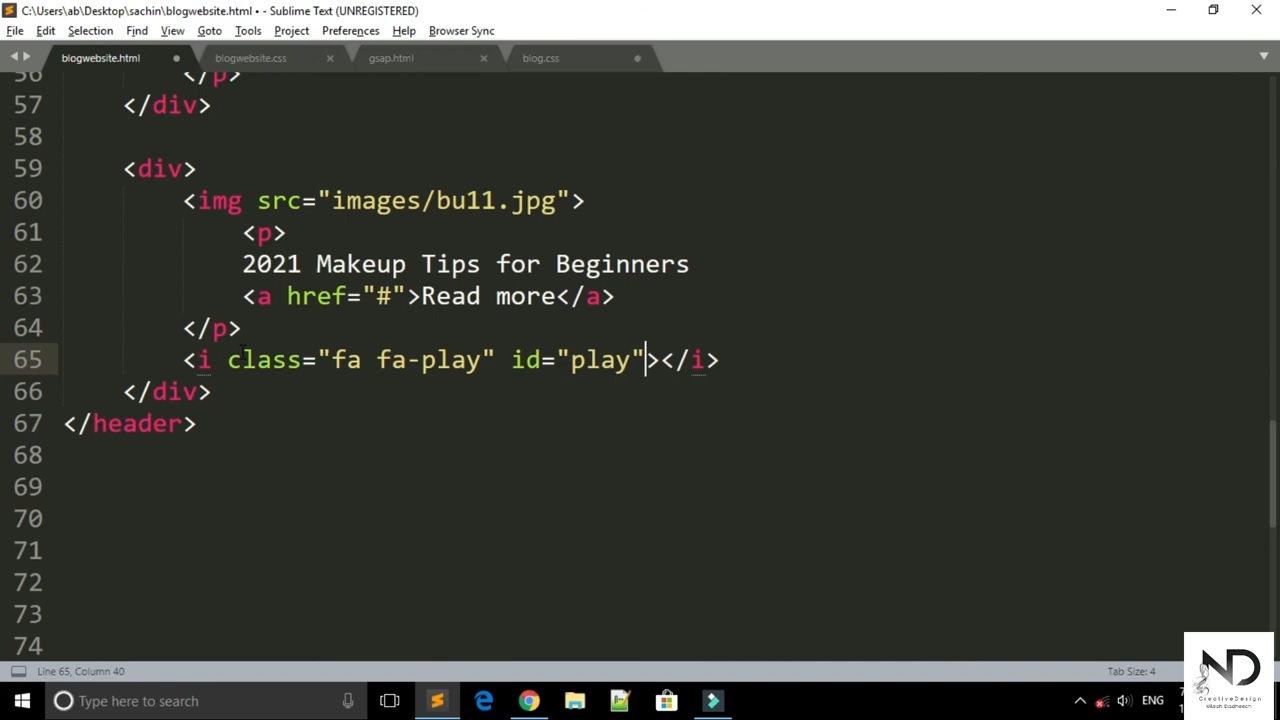 C:\Users\ab\Desktop\sachin\blogwebsite.html • - Sublime Text (UNREGISTERED)
File Edit Selection Find View Goto Tools Project Preferences Help Browser Sync
blogwebsite.html blogwebsite.css gsap.html blog.css
56 </p>
57 </div>
58
59 <div>
60 <img src="images/bu11.jpg">
61 <p>
62 2021 Makeup Tips for Beginners
63 <a href="#">Read more</a>
64 </p>
65 <i class="fa fa-play" id="play"></i>
66 </div>
67 </header>
68
69
70
71
72
73
74
Line 65, Column 40 Tab Size: 4
ND
CreativeDesign
Type here to search ENG